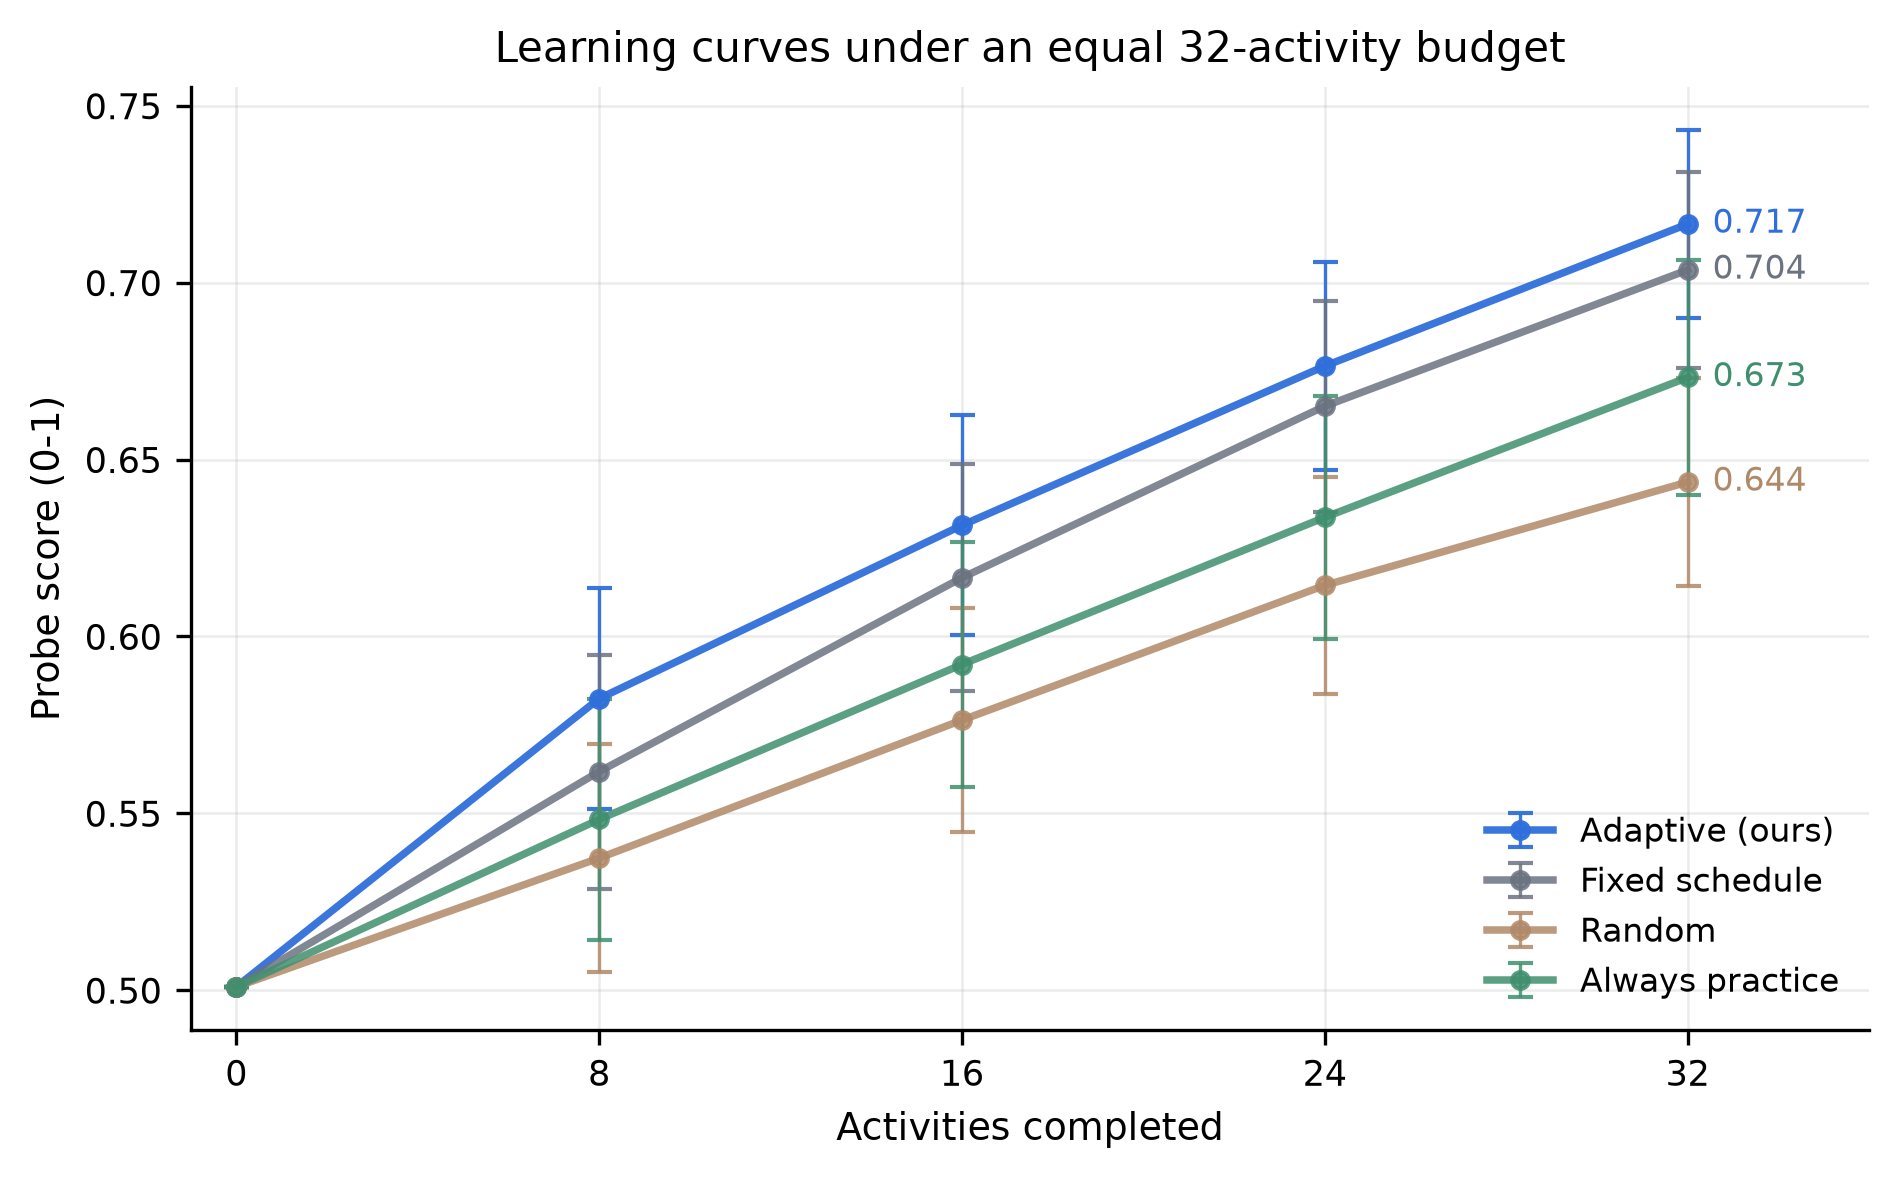 Learning curves under an equal 32-activity budget
0.75
0.70
0.65
0.60
0.55
0.50
Probe score (0-1)
0.717
0.704
0.673
0.644
Adaptive (ours)
Fixed schedule
Random
Always practice
0 8 16 24 32
Activities completed